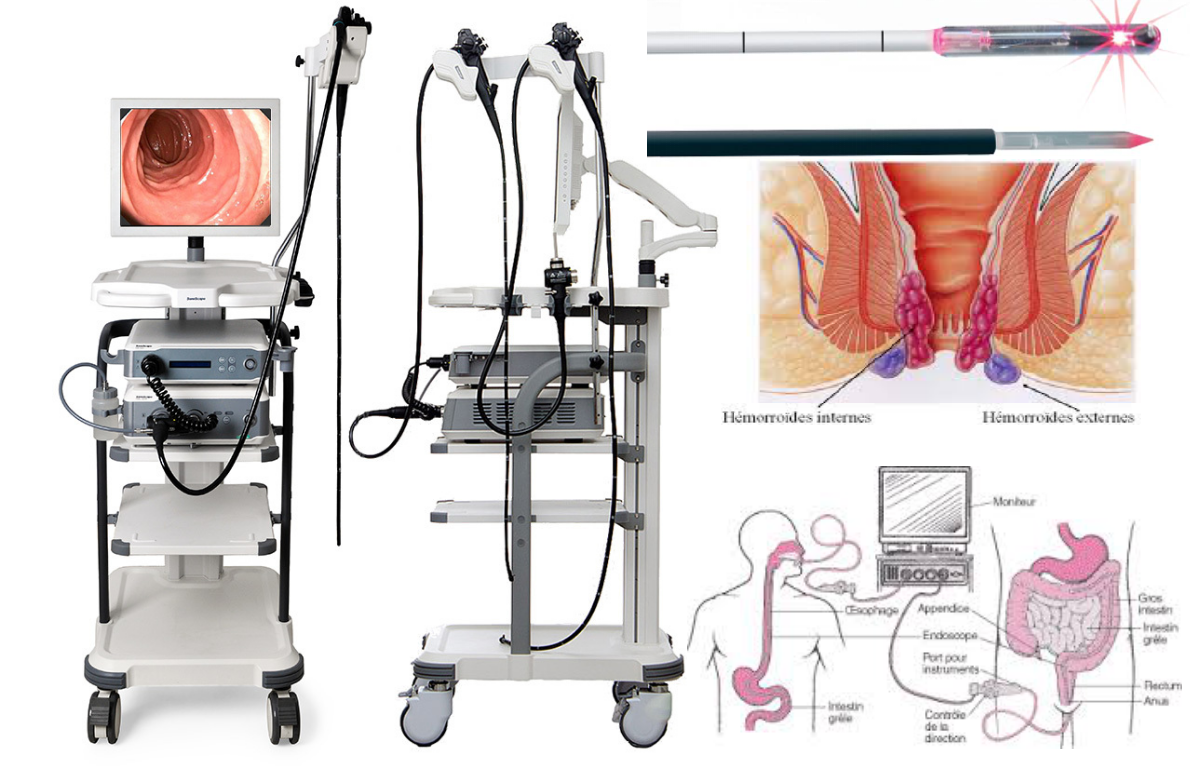 SonoScape
Hémorroïdes internes
Hémorroïdes externes
Moniteur
Œsophage
Appendice
Endoscope
Port pour
instruments
Contrôle
de la
direction
Intestin
grêle
Gros
intestin
Intestin
grêle
Rectum
Anus